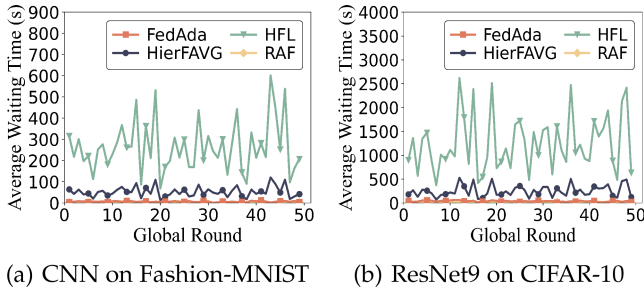 900
800
700
600
500
400
300
200
100
0
Average Waiting Time (s)
FedAda
HFL
HierFAVG
RAF
0 10 20 30 40 50
Global Round
(a) CNN on Fashion-MNIST
4000
3500
3000
2500
2000
1500
1000
500
0
Average Waiting Time (s)
FedAda
HFL
HierFAVG
RAF
0 10 20 30 40 50
Global Round
(b) ResNet9 on CIFAR-10